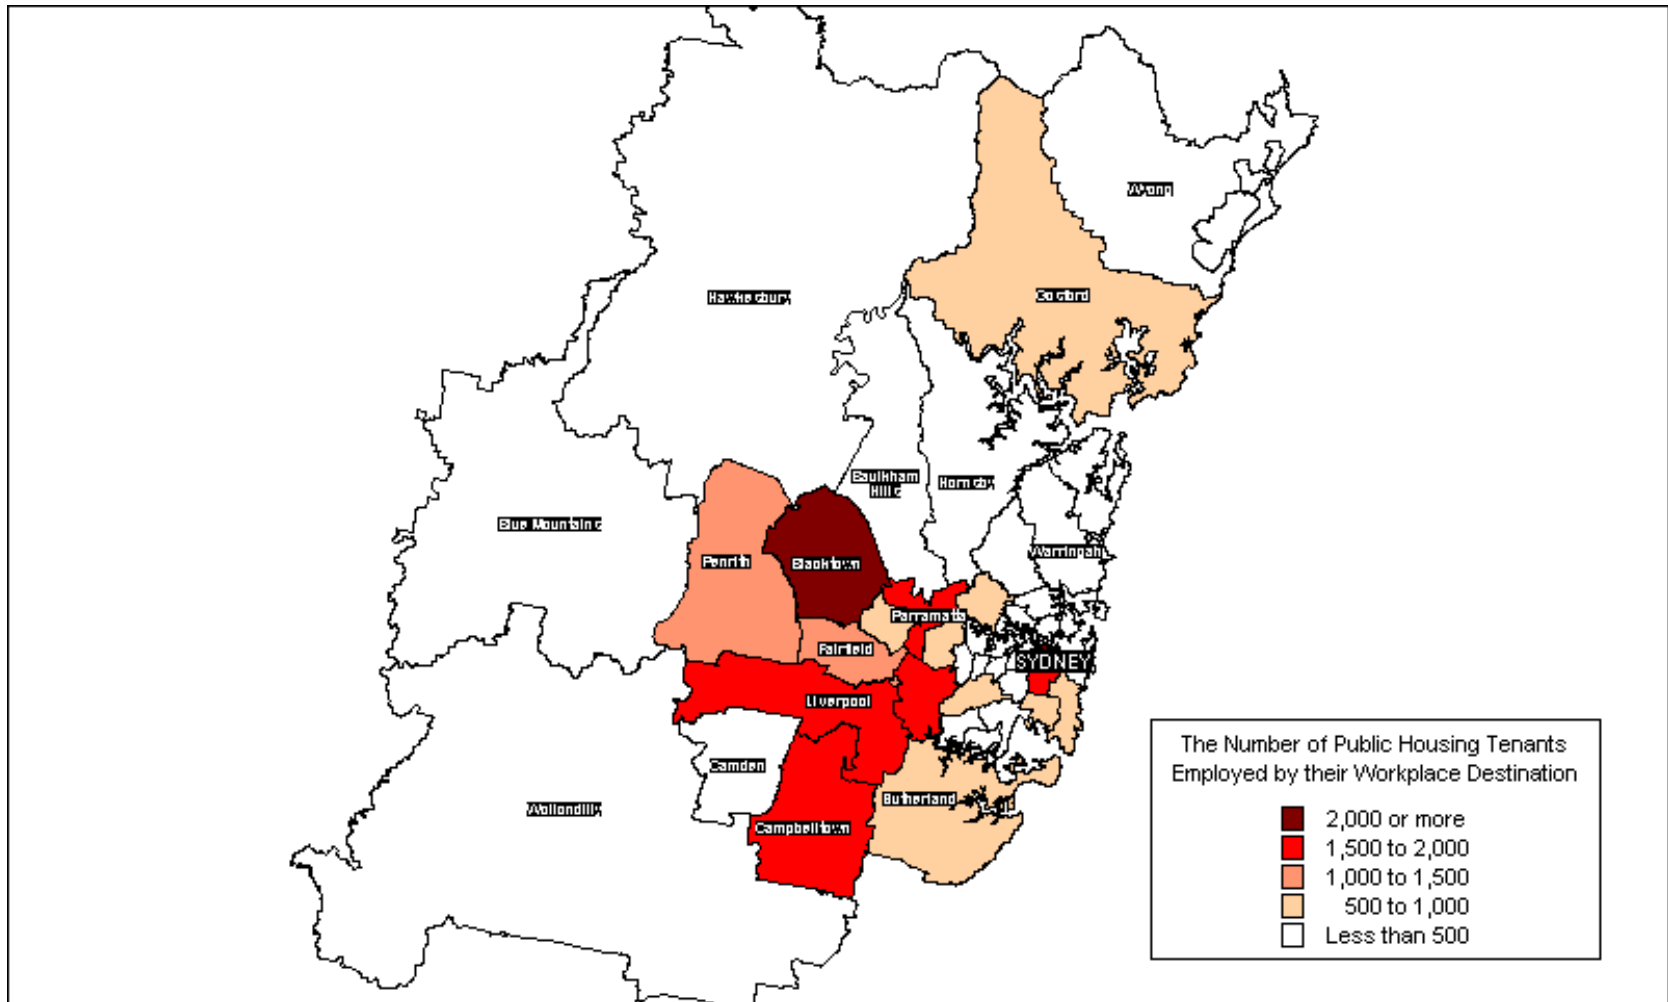 Wyong
Hawkesbury
Gosford
Baulkham
Hills
Hornsby
Blue Mountains
Warringah
Penrith
Blacktown
Parramatta
Fairfield
SYDNEY
Liverpool
Camden
Sutherland
Wollondilly
Campbelltown
The Number of Public Housing Tenants
Employed by their Workplace Destination
2,000 or more
1,500 to 2,000
1,000 to 1,500
500 to 1,000
Less than 500